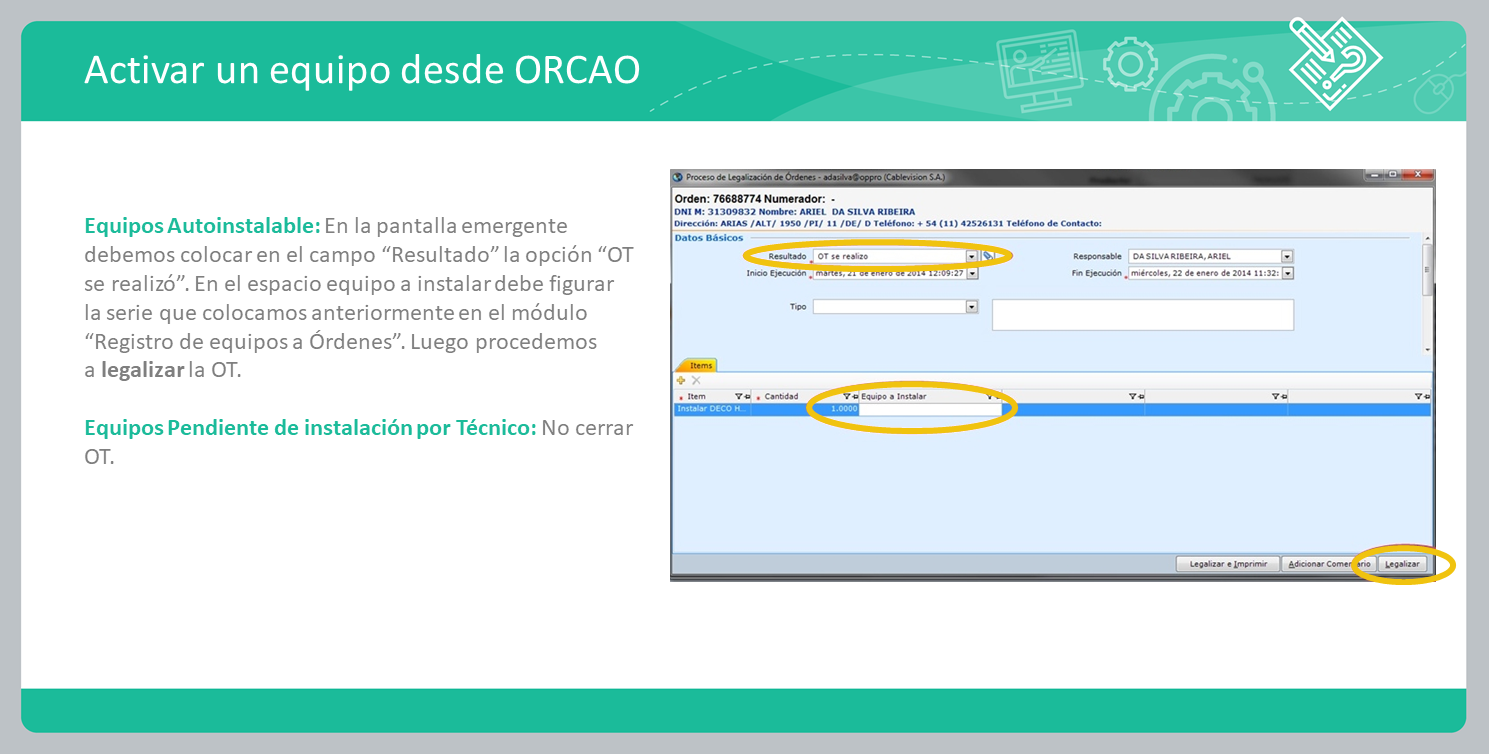 Activar un equipo desde ORCAO
Equipos Autoinstalable: En la pantalla emergente
debemos colocar en el campo “Resultado” la opción “OT
se realizó”. En el espacio equipo a instalar debe figurar
la serie que colocamos anteriormente en el módulo
“Registro de equipos a Órdenes”. Luego procedemos
a legalizar la OT.
Equipos Pendiente de instalación por Técnico: No cerrar
OT.
Proceso de Legalización de Órdenes - adasilva@oppro (Cablevision S.A.)
Orden: 76688774 Numerador: -
DNI M: 31309832 Nombre: ARIEL DA SILVA RIBEIRA
Dirección: ARIAS /ALT/ 1950 /PI/ 11 /DE/ D Teléfono: + 54 (11) 42526131 Teléfono de Contacto:
Datos Básicos
Resultado OT se realizo Responsable DA SILVA RIBEIRA, ARIEL
Inicio Ejecución martes, 21 de enero de 2014 12:09:27 Fin Ejecución miércoles, 22 de enero de 2014 11:32:
Tipo
Items
Item Cantidad Equipo a Instalar
Instalar DECO H... 1.0000
Legalizar e Imprimir Adicionar Comentario Legalizar